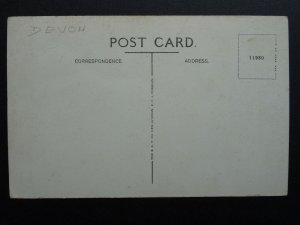 DEVON
POST CARD.
CORRESPONDENCE. ADDRESS.
11980